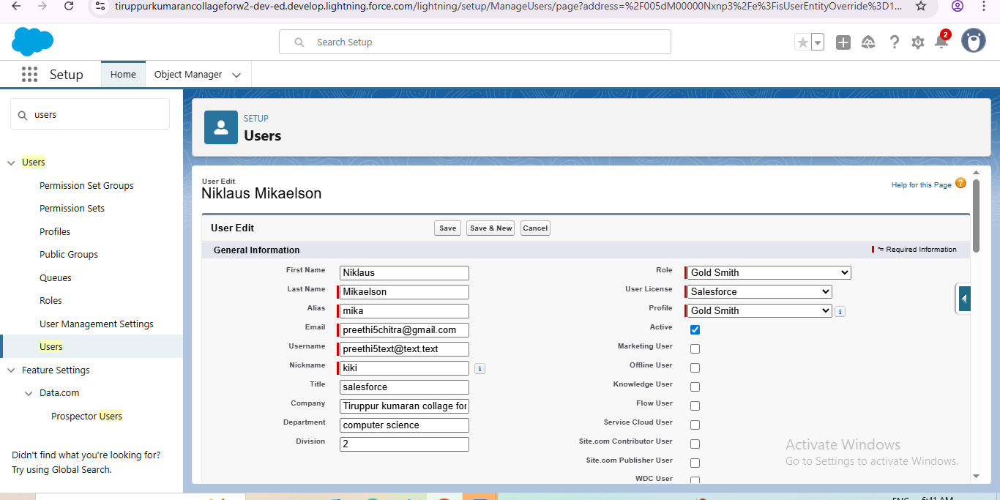 tiruppurkumarancollageforw2-dev-ed.develop.lightning.force.com/lightning/setup/ManageUsers/page?address=%2F005dM00000Nxnp3%2Fe%3FisUserEntityOverride%3D1...
Search Setup
2
Setup
Home
Object Manager
users
SETUP
Users
Users
Permission Set Groups
Permission Sets
Profiles
Public Groups
Queues
Roles
User Management Settings
Users
Feature Settings
Data.com
Prospector Users
Didn't find what you're looking for?
Try using Global Search.
User Edit
Niklaus Mikaelson
Help for this Page ?
User Edit
Save
Save & New
Cancel
General Information
= Required Information
First Name Niklaus
Last Name Mikaelson
Alias mika
Email preethi5chitra@gmail.com
Username preethi5text@text.text
Nickname kiki i
Title salesforce
Company Tiruppur kumaran collage for
Department computer science
Division 2
Role Gold Smith
User License Salesforce
Profile Gold Smith i
Active
Marketing User
Offline User
Knowledge User
Flow User
Service Cloud User
Site.com Contributor User
Site.com Publisher User
WDC User
Activate Windows
Go to Settings to activate Windows.
ENG 6:41 AM